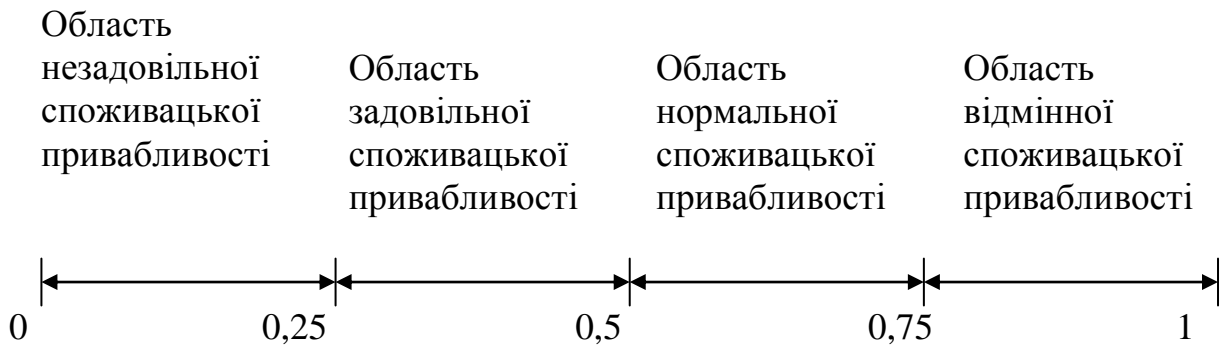 Область
незадовільної
споживацької
привабливості
Область
задовільної
споживацької
привабливості
Область
нормальної
споживацької
привабливості
Область
відмінної
споживацької
привабливості
0 0,25 0,5 0,75 1